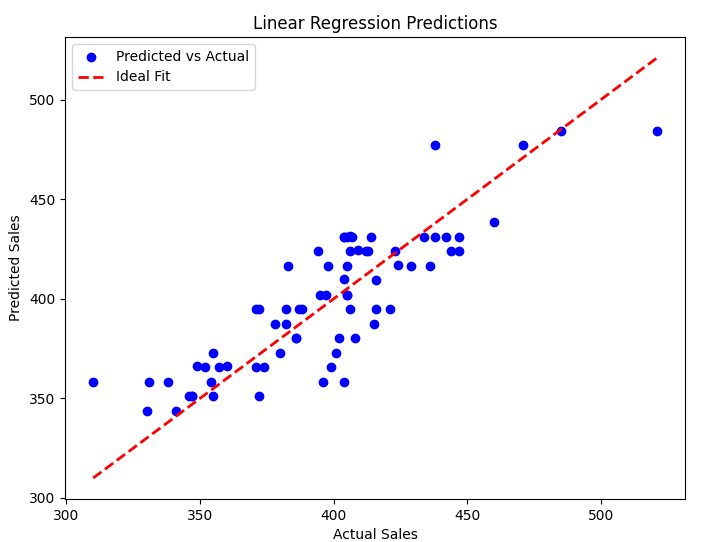 Linear Regression Predictions
Predicted vs Actual
Ideal Fit
500
450
400
350
300
Predicted Sales
300 350 400 450 500
Actual Sales